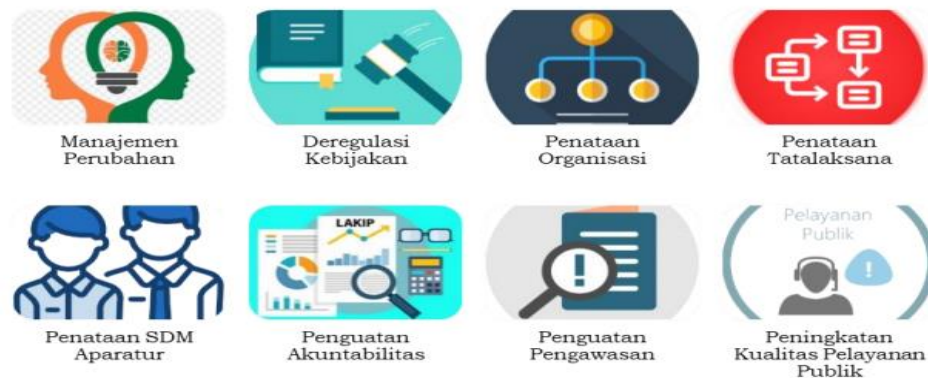 Manajemen
Perubahan
Deregulasi
Kebijakan
Penataan
Organisasi
Penataan
Tatalaksana
LAKIP
Pelayanan
Publik
!
!
Penataan SDM
Aparatur
Penguatan
Akuntabilitas
Penguatan
Pengawasan
Peningkatan
Kualitas Pelayanan
Publik